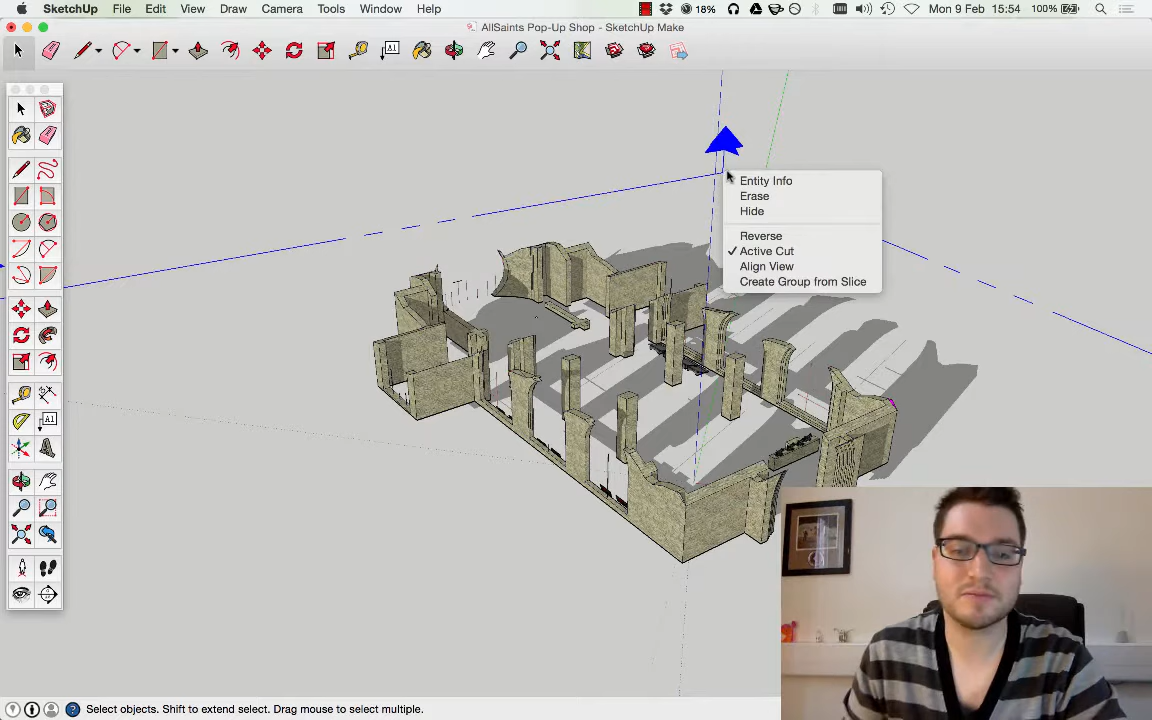 SketchUp File Edit View Draw Camera Tools Window Help 18% Mon 9 Feb 15:54 100%
AllSaints Pop-Up Shop - SketchUp Make
A1
Entity Info
Erase
Hide
Reverse
✓ Active Cut
Align View
Create Group from Slice
A1
Select objects. Shift to extend select. Drag mouse to select multiple.